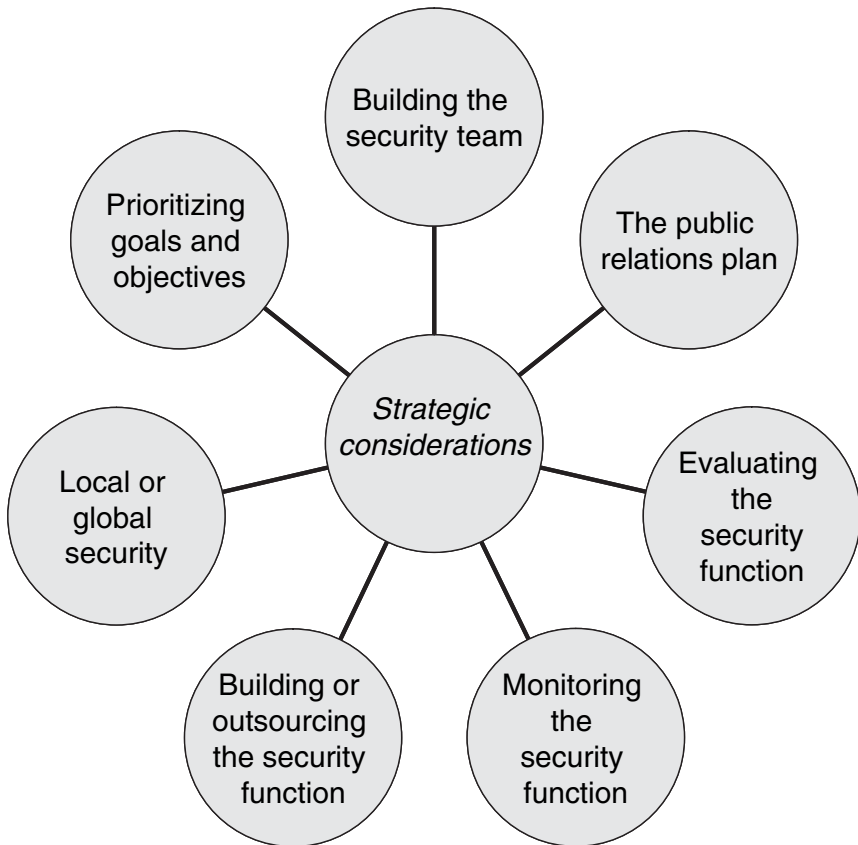 Building the
security team
Prioritizing
goals and
objectives
The public
relations plan
Strategic
considerations
Local or
global
security
Evaluating
the
security
function
Building or
outsourcing
the security
function
Monitoring
the
security
function